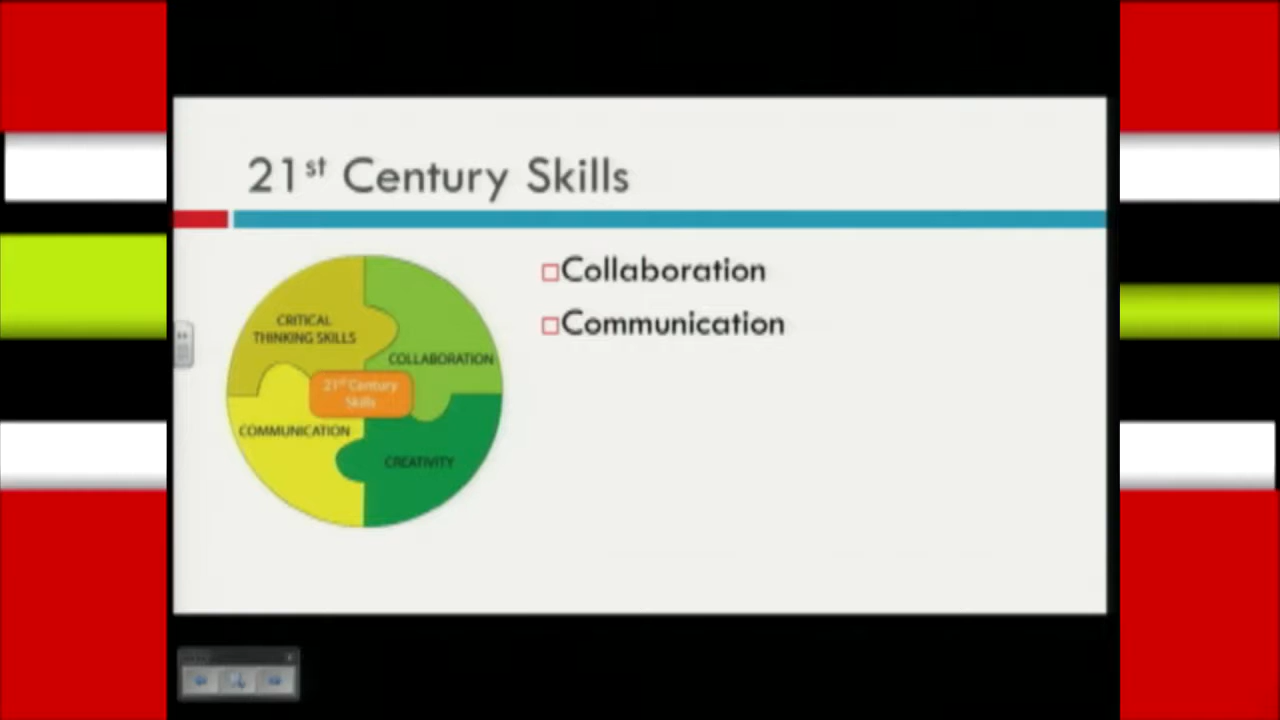 21st Century Skills
Collaboration
Communication
CRITICAL
THINKING SKILLS
COLLABORATION
21st Century
Skills
COMMUNICATION
CREATIVITY